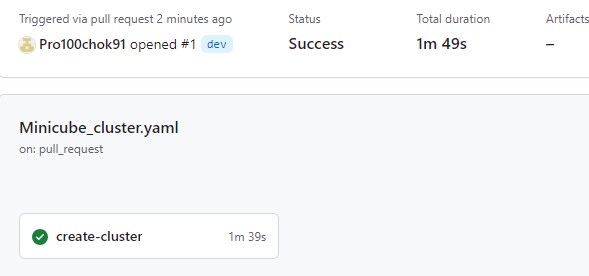 Triggered via pull request 2 minutes ago
Pro100chok91 opened #1 dev
Status
Success
Total duration
1m 49s
Artifacts
–
Minicube_cluster.yaml
on: pull_request
create-cluster 1m 39s